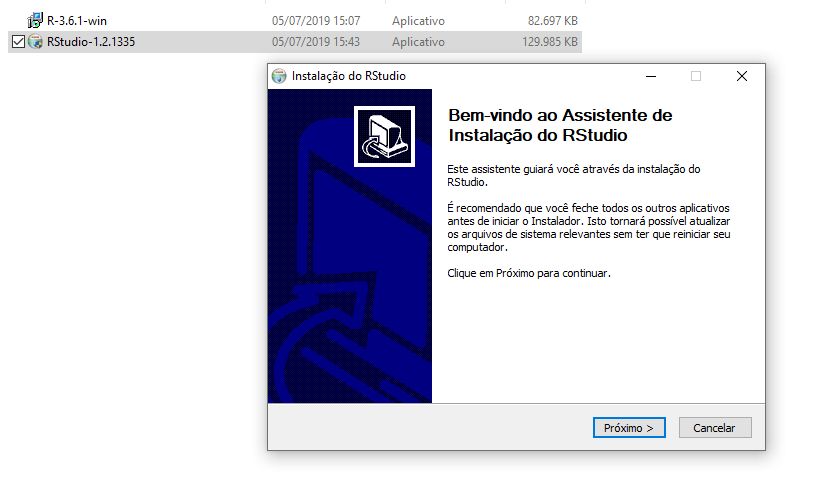 R-3.6.1-win 05/07/2019 15:07 Aplicativo 82.697 KB
RStudio-1.2.1335 05/07/2019 15:43 Aplicativo 129.985 KB
Instalação do RStudio
Bem-vindo ao Assistente de
Instalação do RStudio
Este assistente guiará você através da instalação do
RStudio.
É recomendado que você feche todos os outros aplicativos
antes de iniciar o Instalador. Isto tornará possível atualizar
os arquivos de sistema relevantes sem ter que reiniciar seu
computador.
Clique em Próximo para continuar.
Próximo > Cancelar